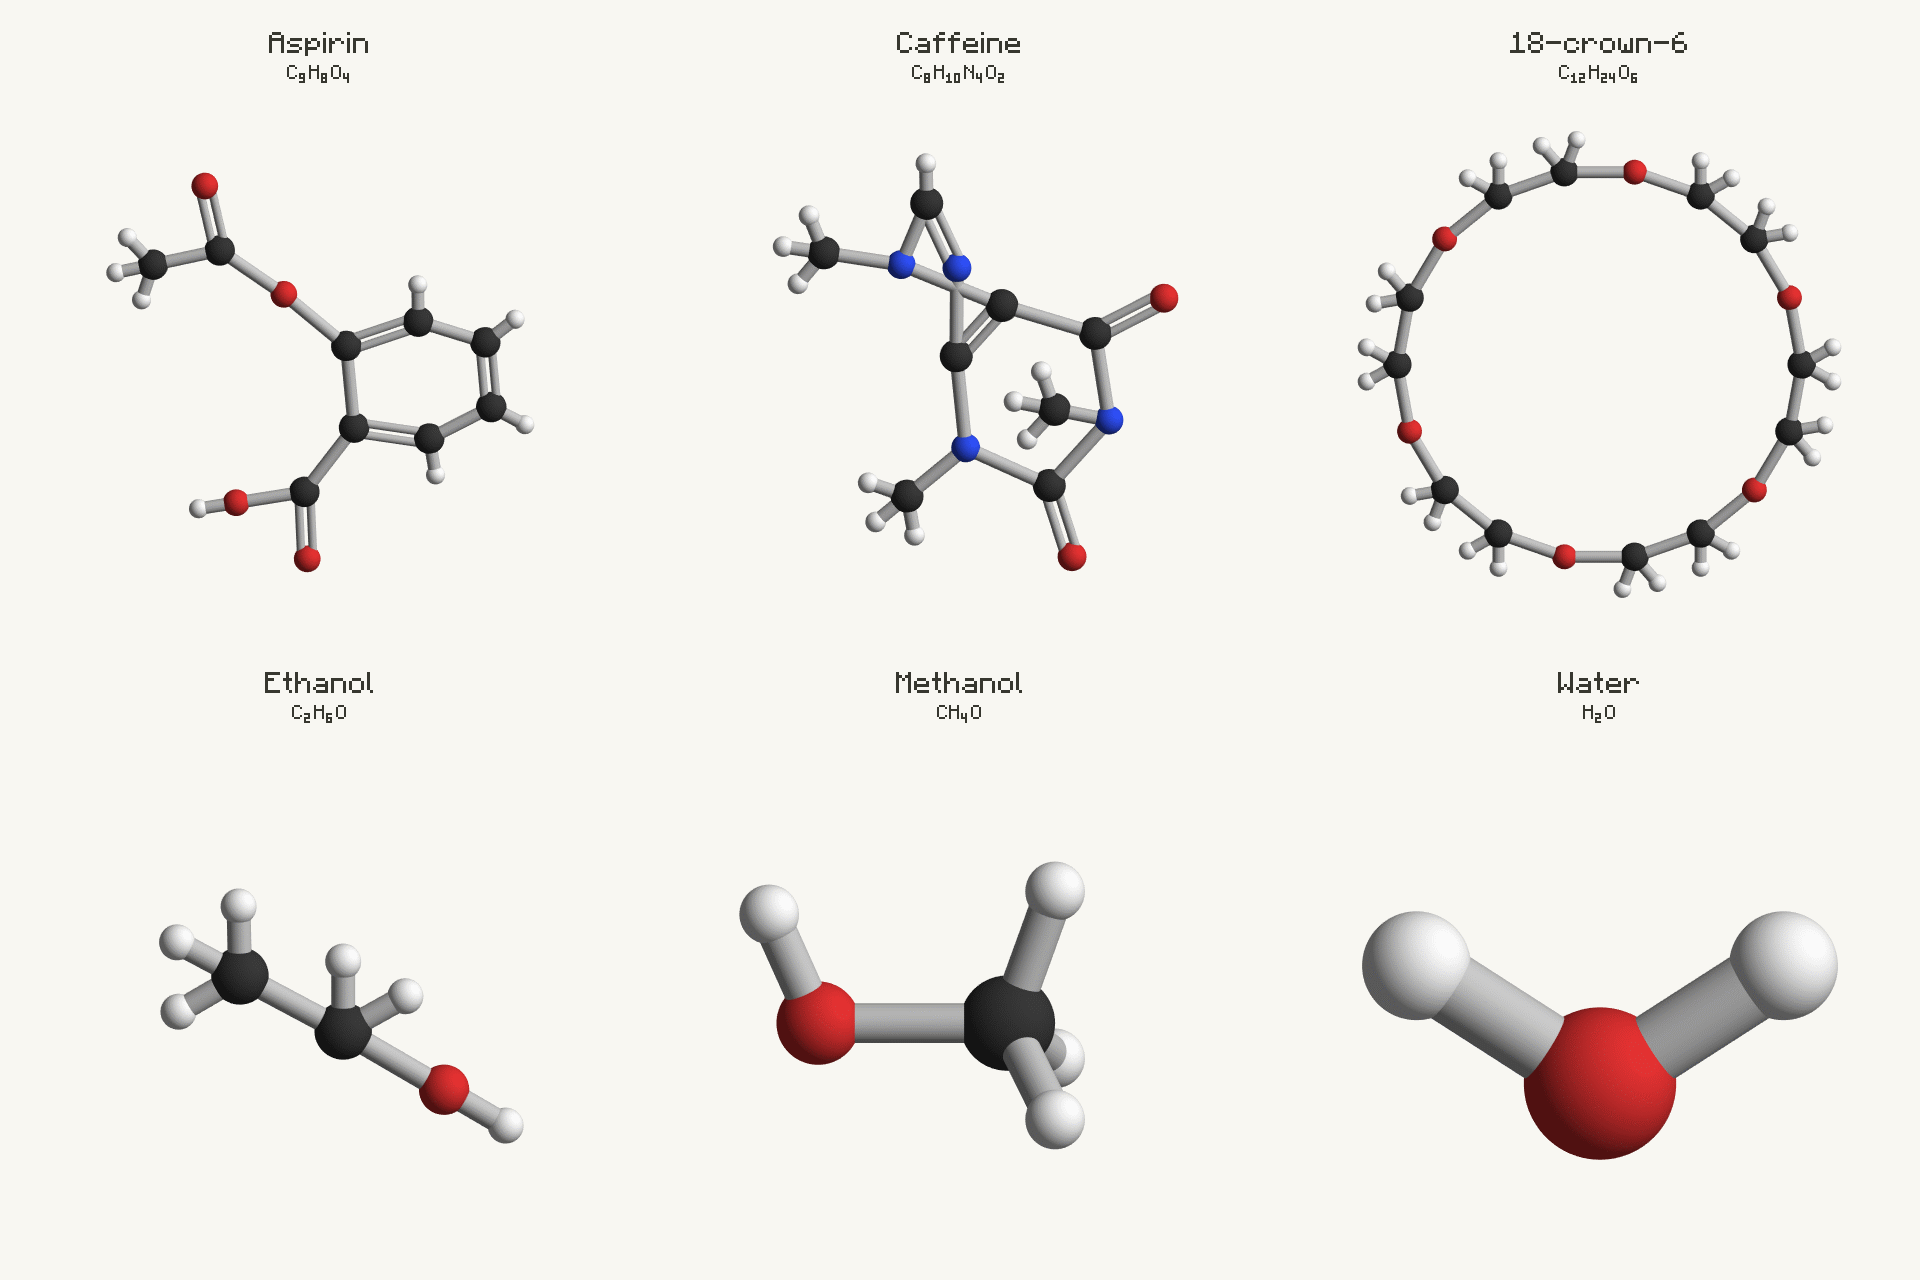 Aspirin
C₉H₈O₄
Caffeine
C₈H₁₀N₄O₂
18-crown-6
C₁₂H₂₄O₆
Ethanol
C₂H₆O
Methanol
CH₄O
Water
H₂O